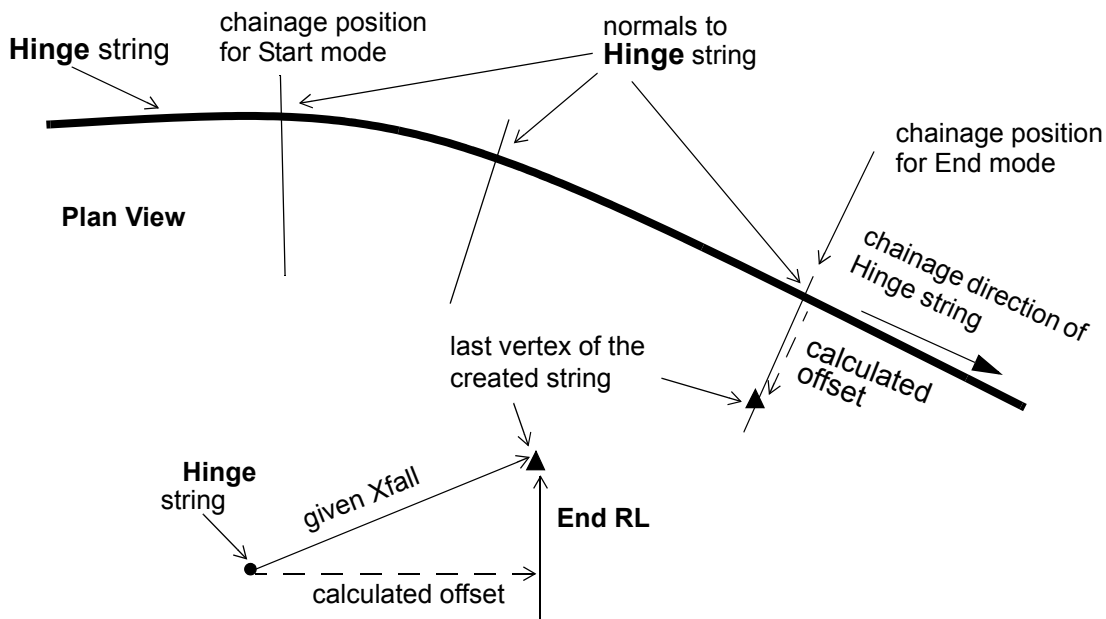 chainage position
for Start mode
normals to
Hinge string
Hinge string
chainage position
for End mode
Plan View
chainage direction of
Hinge string
calculated
offset
last vertex of the
created string
Hinge
string
given Xfall
End RL
calculated offset